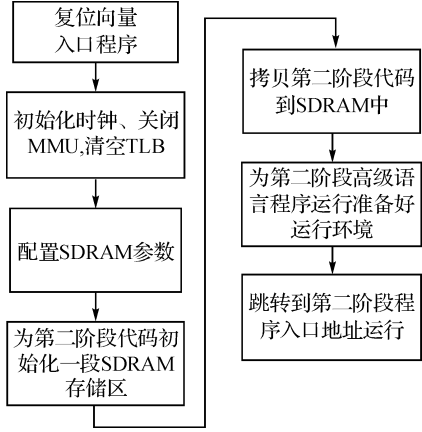 复位向量
入口程序
初始化时钟、关闭
MMU,清空TLB
配置SDRAM参数
为第二阶段代码初
始化一段SDRAM
存储区
拷贝第二阶段代码
到SDRAM中
为第二阶段高级语
言程序运行准备好
运行环境
跳转到第二阶段程
序入口地址运行